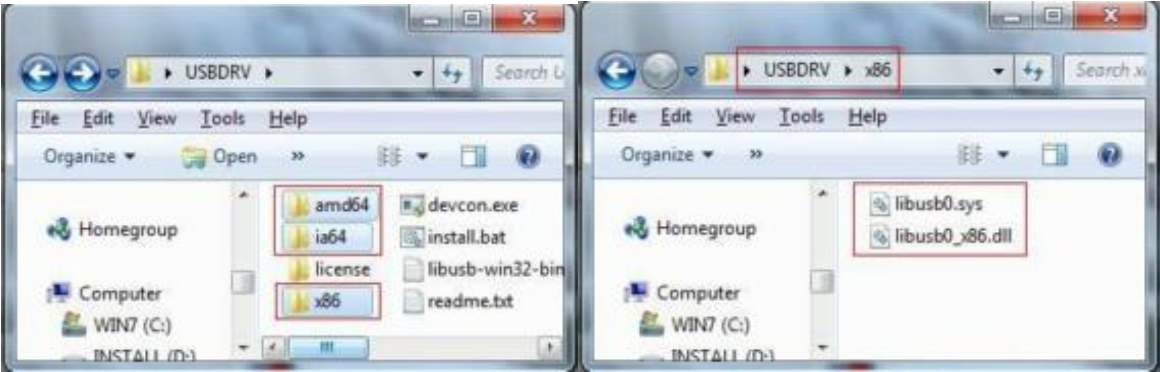 USBDRV
Search
File Edit View Tools Help
Organize Open »
Homegroup
Computer
WIN7 (C:)
INSTALL (D:)
amd64
ia64
license
x86
devcon.exe
install.bat
libusb-win32-bin
readme.txt
USBDRV x86
Search
File Edit View Tools Help
Organize »
Homegroup
Computer
WIN7 (C:)
INSTALL (D:)
libusb0.sys
libusb0_x86.dll